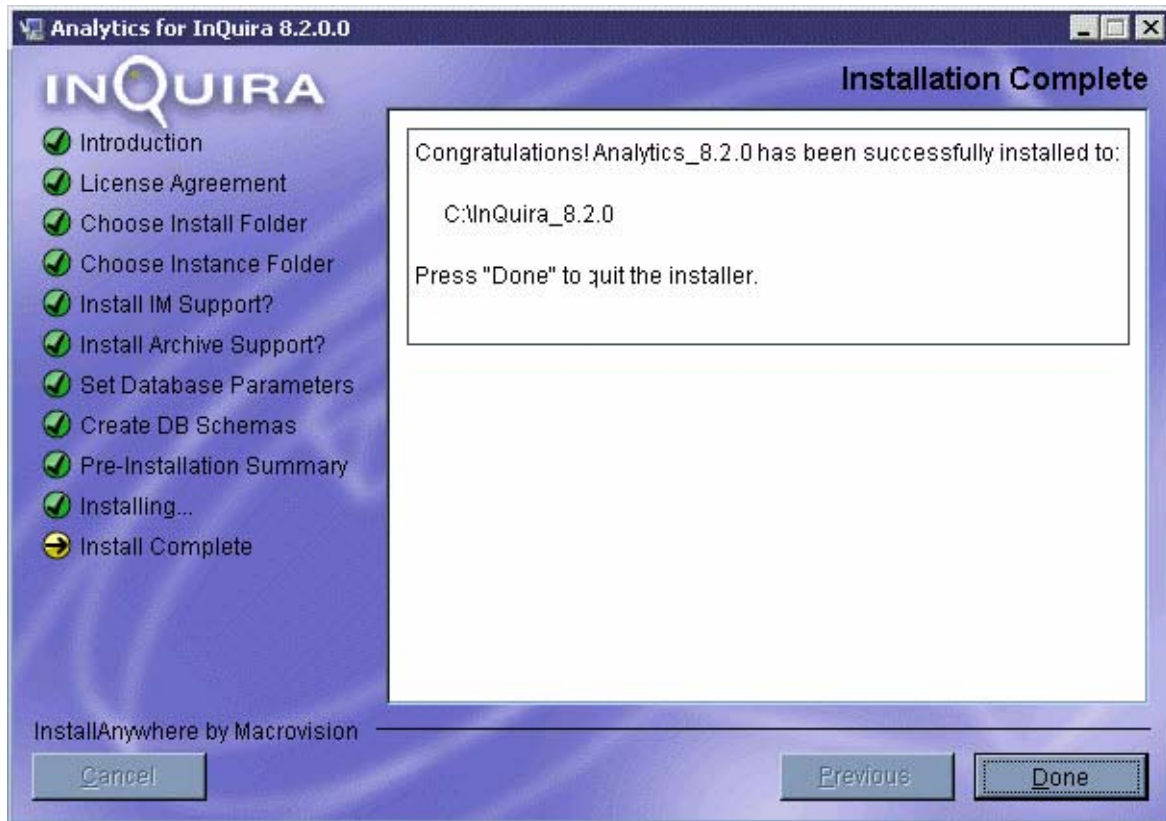 Analytics for InQuira 8.2.0.0
INQUIRA
Installation Complete
Introduction
License Agreement
Choose Install Folder
Choose Instance Folder
Install IM Support?
Install Archive Support?
Set Database Parameters
Create DB Schemas
Pre-Installation Summary
Installing...
Install Complete
Congratulations! Analytics_8.2.0 has been successfully installed to:
C:\InQuira_8.2.0
Press "Done" to quit the installer.
InstallAnywhere by Macrovision
Cancel
Previous
Done